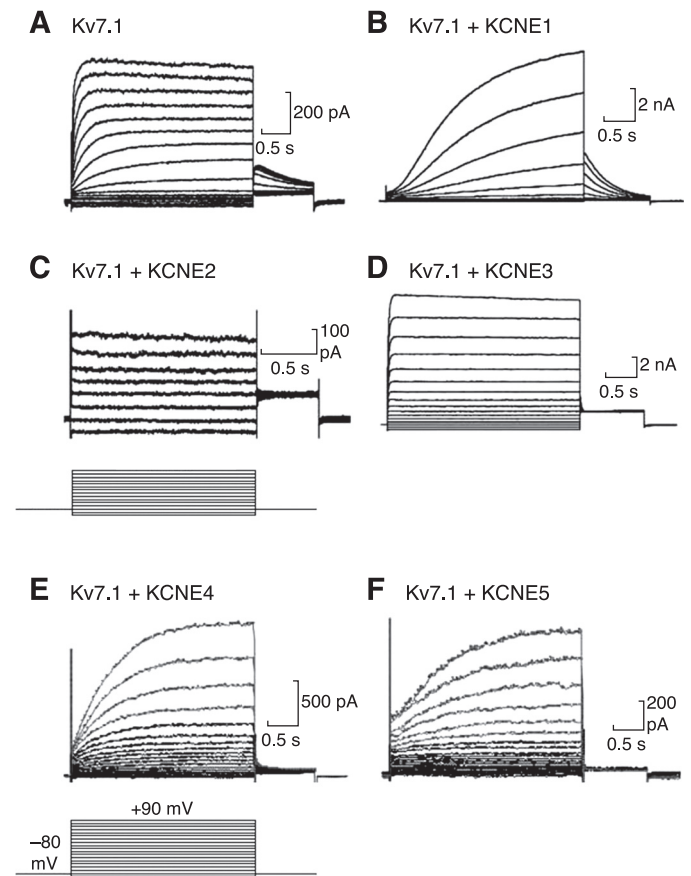 A Kv7.1
200 pA
0.5 s
B Kv7.1 + KCNE1
2 nA
0.5 s
C Kv7.1 + KCNE2
100
pA
0.5 s
D Kv7.1 + KCNE3
2 nA
0.5 s
E Kv7.1 + KCNE4
500 pA
0.5 s
F Kv7.1 + KCNE5
200
pA
0.5 s
+90 mV
–80
mV